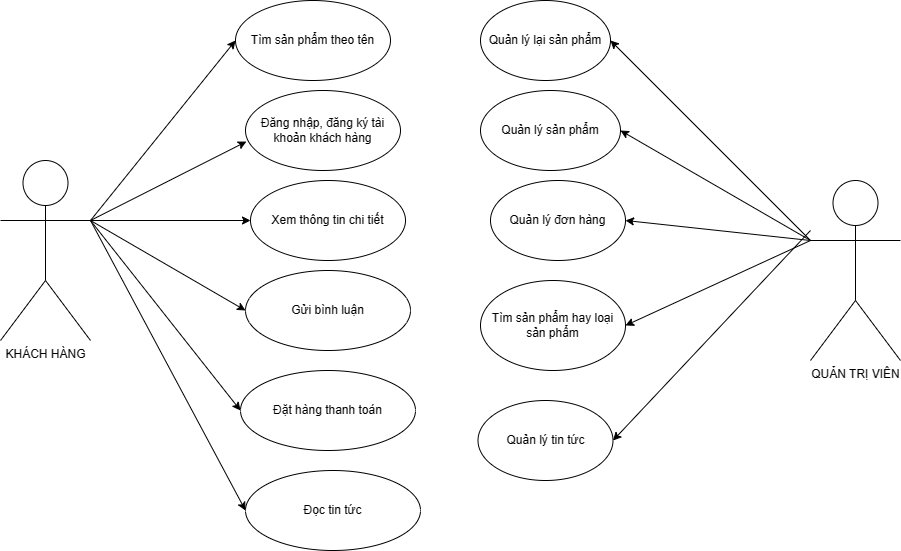 Tìm sản phẩm theo tên
Đăng nhập, đăng ký tài
khoản khách hàng
Xem thông tin chi tiết
Gửi bình luận
Đặt hàng thanh toán
Đọc tin tức
KHÁCH HÀNG
Quản lý lại sản phẩm
Quản lý sản phẩm
Quản lý đơn hàng
Tìm sản phẩm hay loại
sản phẩm
Quản lý tin tức
QUẢN TRỊ VIÊN